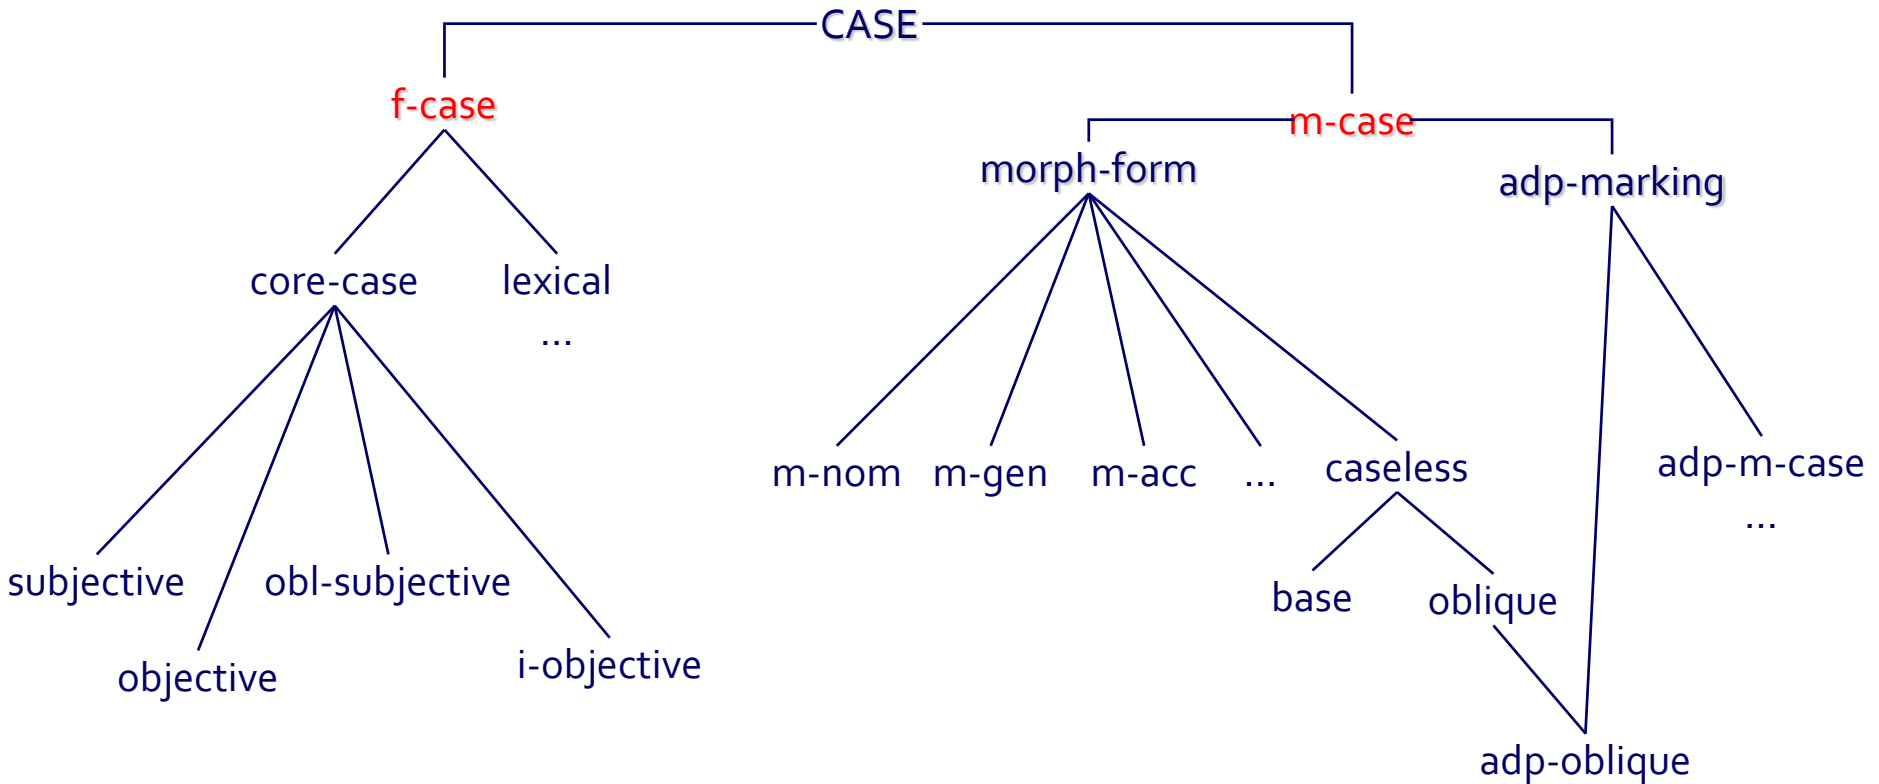 CASE
f-case
m-case
morph-form
adp-marking
core-case
lexical
...
m-nom
m-gen
m-acc
...
caseless
adp-m-case
...
subjective
obl-subjective
base
oblique
objective
i-objective
adp-oblique